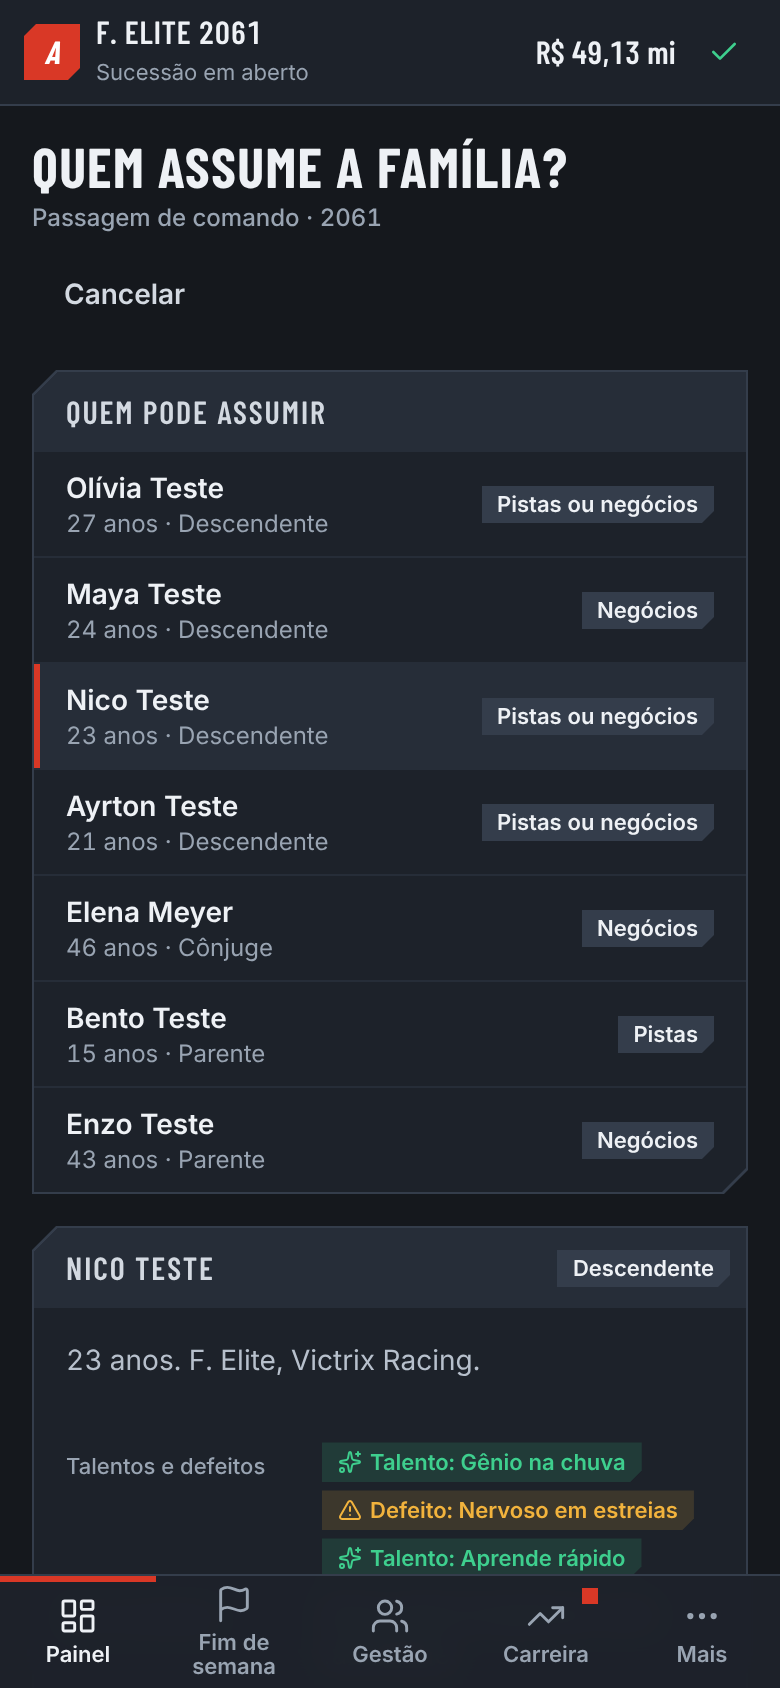 A
F. ELITE 2061
Sucessão em aberto
R$ 49,13 mi
QUEM ASSUME A FAMÍLIA?
Passagem de comando · 2061
Cancelar
QUEM PODE ASSUMIR
Olívia Teste
27 anos · Descendente
Pistas ou negócios
Maya Teste
24 anos · Descendente
Negócios
Nico Teste
23 anos · Descendente
Pistas ou negócios
Ayrton Teste
21 anos · Descendente
Pistas ou negócios
Elena Meyer
46 anos · Cônjuge
Negócios
Bento Teste
15 anos · Parente
Pistas
Enzo Teste
43 anos · Parente
Negócios
NICO TESTE
Descendente
23 anos. F. Elite, Victrix Racing.
Talentos e defeitos
Talento: Gênio na chuva
Defeito: Nervoso em estreias
Talento: Aprende rápido
Painel
Fim de
semana
Gestão
Carreira
Mais